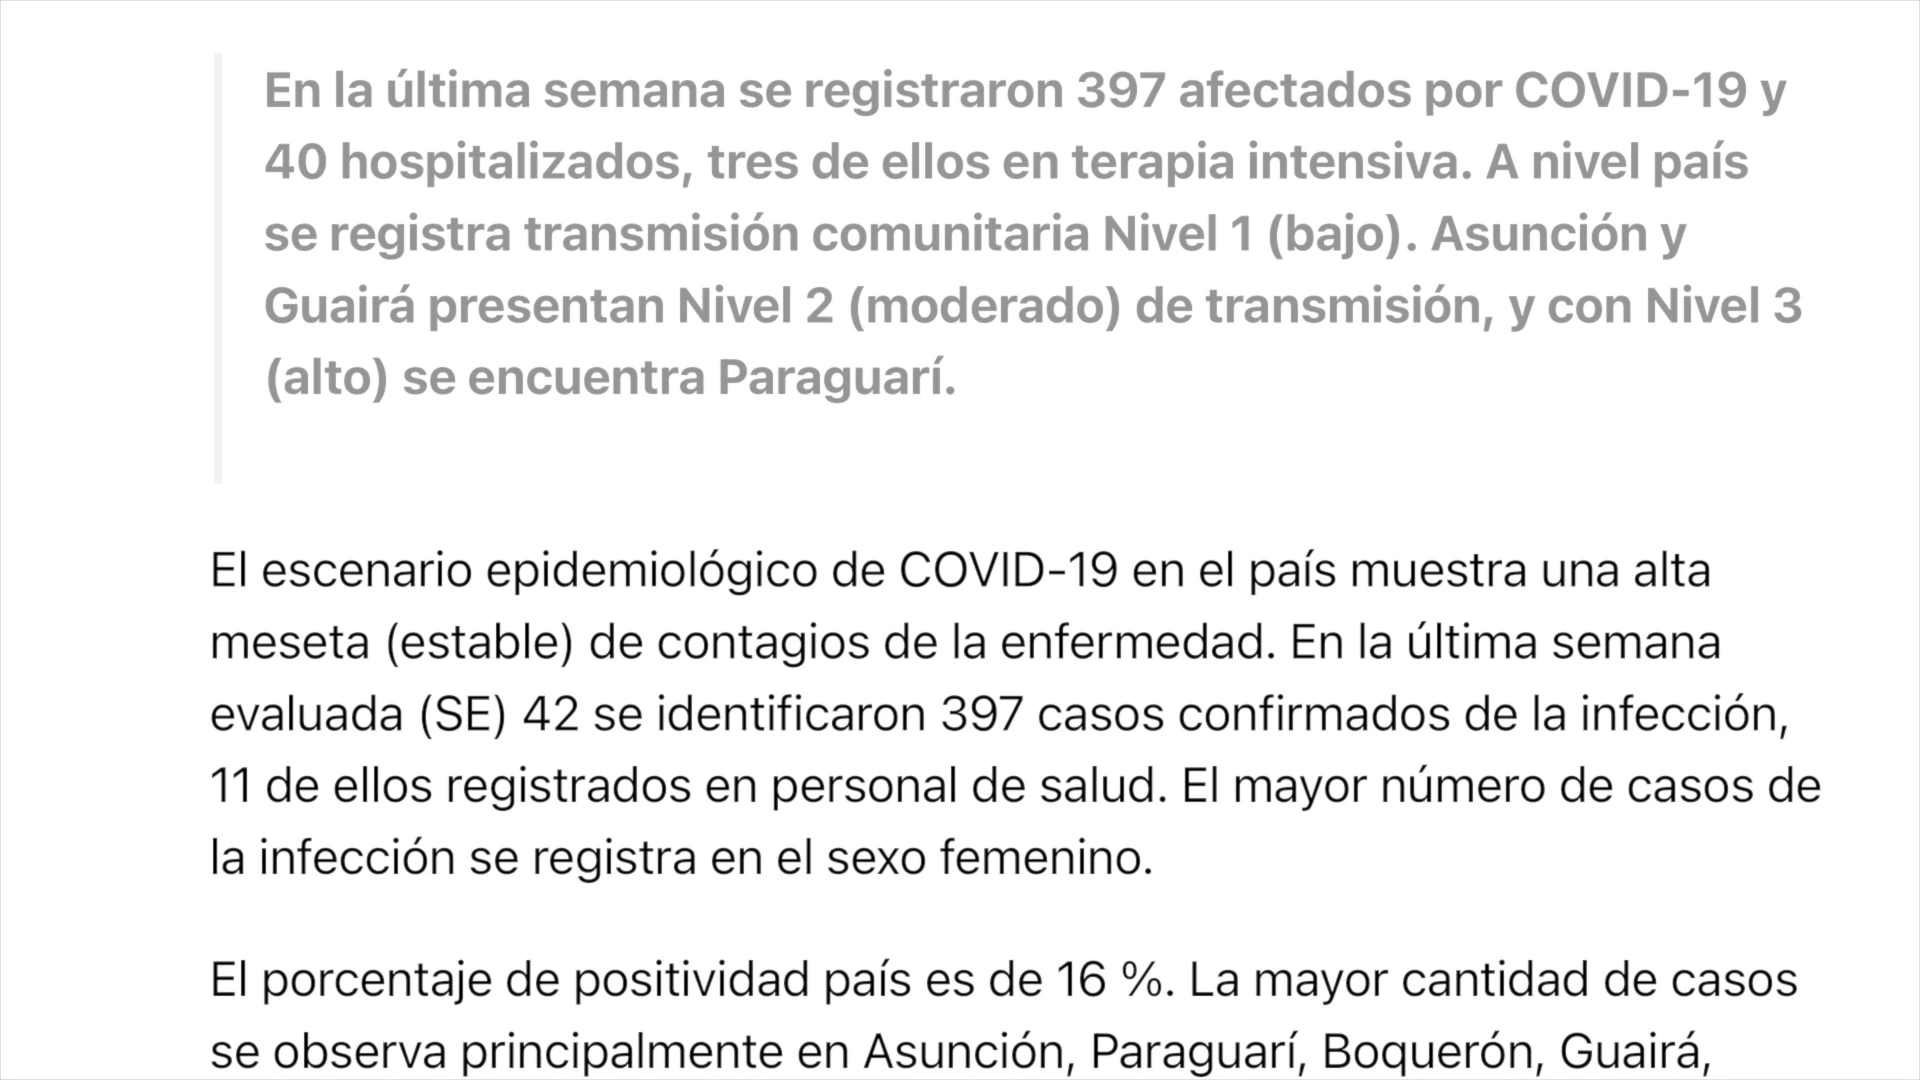 En la última semana se registraron 397 afectados por COVID-19 y
40 hospitalizados, tres de ellos en terapia intensiva. A nivel país
se registra transmisión comunitaria Nivel 1 (bajo). Asunción y
Guairá presentan Nivel 2 (moderado) de transmisión, y con Nivel 3
(alto) se encuentra Paraguarí.
El escenario epidemiológico de COVID-19 en el país muestra una alta
meseta (estable) de contagios de la enfermedad. En la última semana
evaluada (SE) 42 se identificaron 397 casos confirmados de la infección,
11 de ellos registrados en personal de salud. El mayor número de casos de
la infección se registra en el sexo femenino.
El porcentaje de positividad país es de 16 %. La mayor cantidad de casos
se observa principalmente en Asunción, Paraguarí, Boquerón, Guairá,